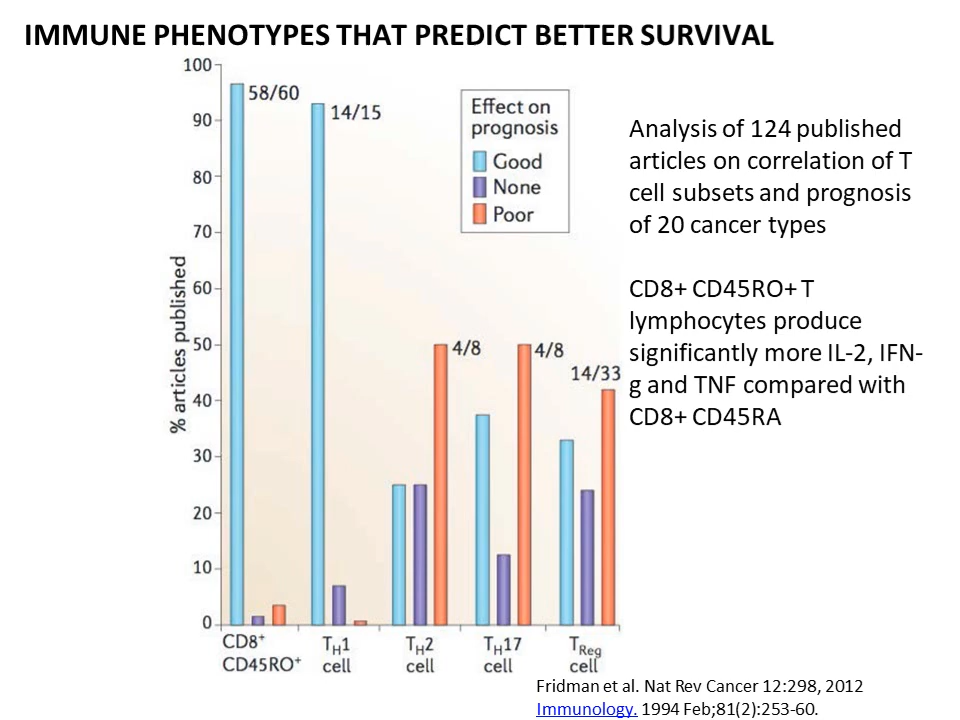 IMMUNE PHENOTYPES THAT PREDICT BETTER SURVIVAL
% articles published
100
90
80
70
60
50
40
30
20
10
0
58/60
14/15
4/8
4/8
14/33
Effect on
prognosis
Good
None
Poor
CD8⁺
CD45RO⁺
TH1
cell
TH2
cell
TH17
cell
TReg
cell
Analysis of 124 published
articles on correlation of T
cell subsets and prognosis
of 20 cancer types
CD8+ CD45RO+ T
lymphocytes produce
significantly more IL-2, IFN-
g and TNF compared with
CD8+ CD45RA
Fridman et al. Nat Rev Cancer 12:298, 2012
Immunology. 1994 Feb;81(2):253-60.